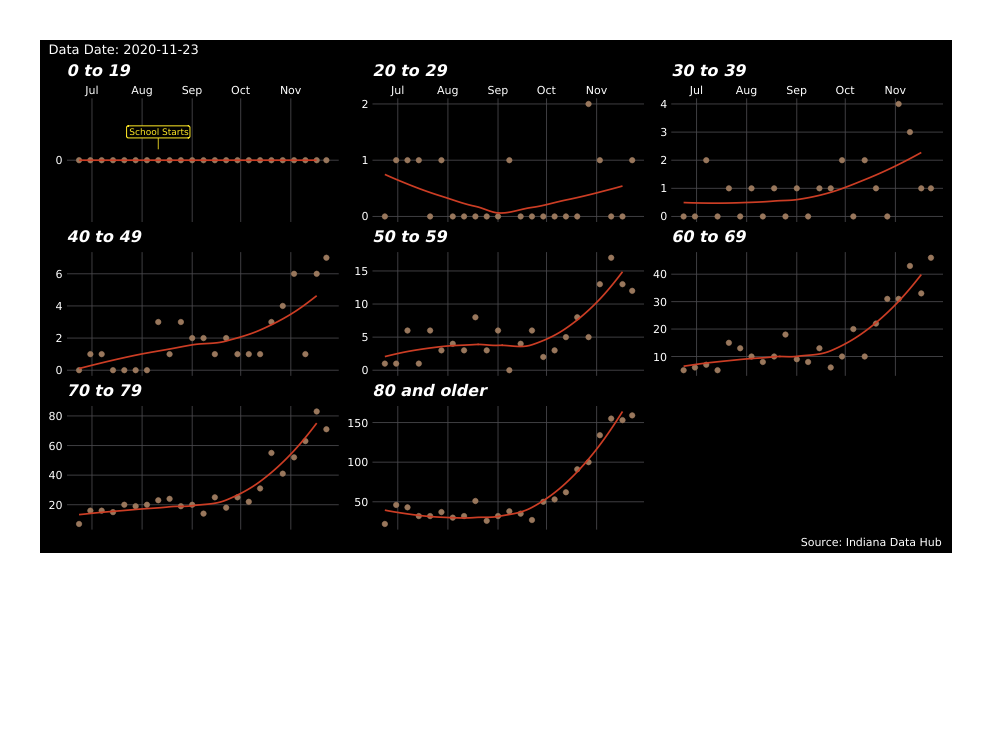 Data Date: 2020-11-23
0 to 19
20 to 29
30 to 39
Jul Aug Sep Oct Nov
Jul Aug Sep Oct Nov
Jul Aug Sep Oct Nov
School Starts
0
2
1
0
4
3
2
1
0
40 to 49
50 to 59
60 to 69
6
4
2
0
15
10
5
0
40
30
20
10
70 to 79
80 and older
80
60
40
20
150
100
50
Source: Indiana Data Hub